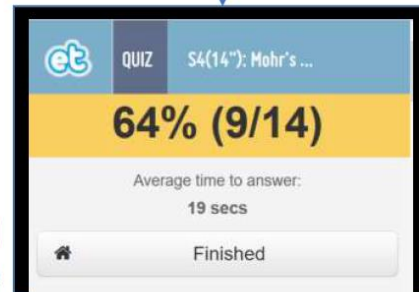 et QUIZ S4(14"): Mohr's ...
64% (9/14)
Average time to answer:
19 secs
Finished